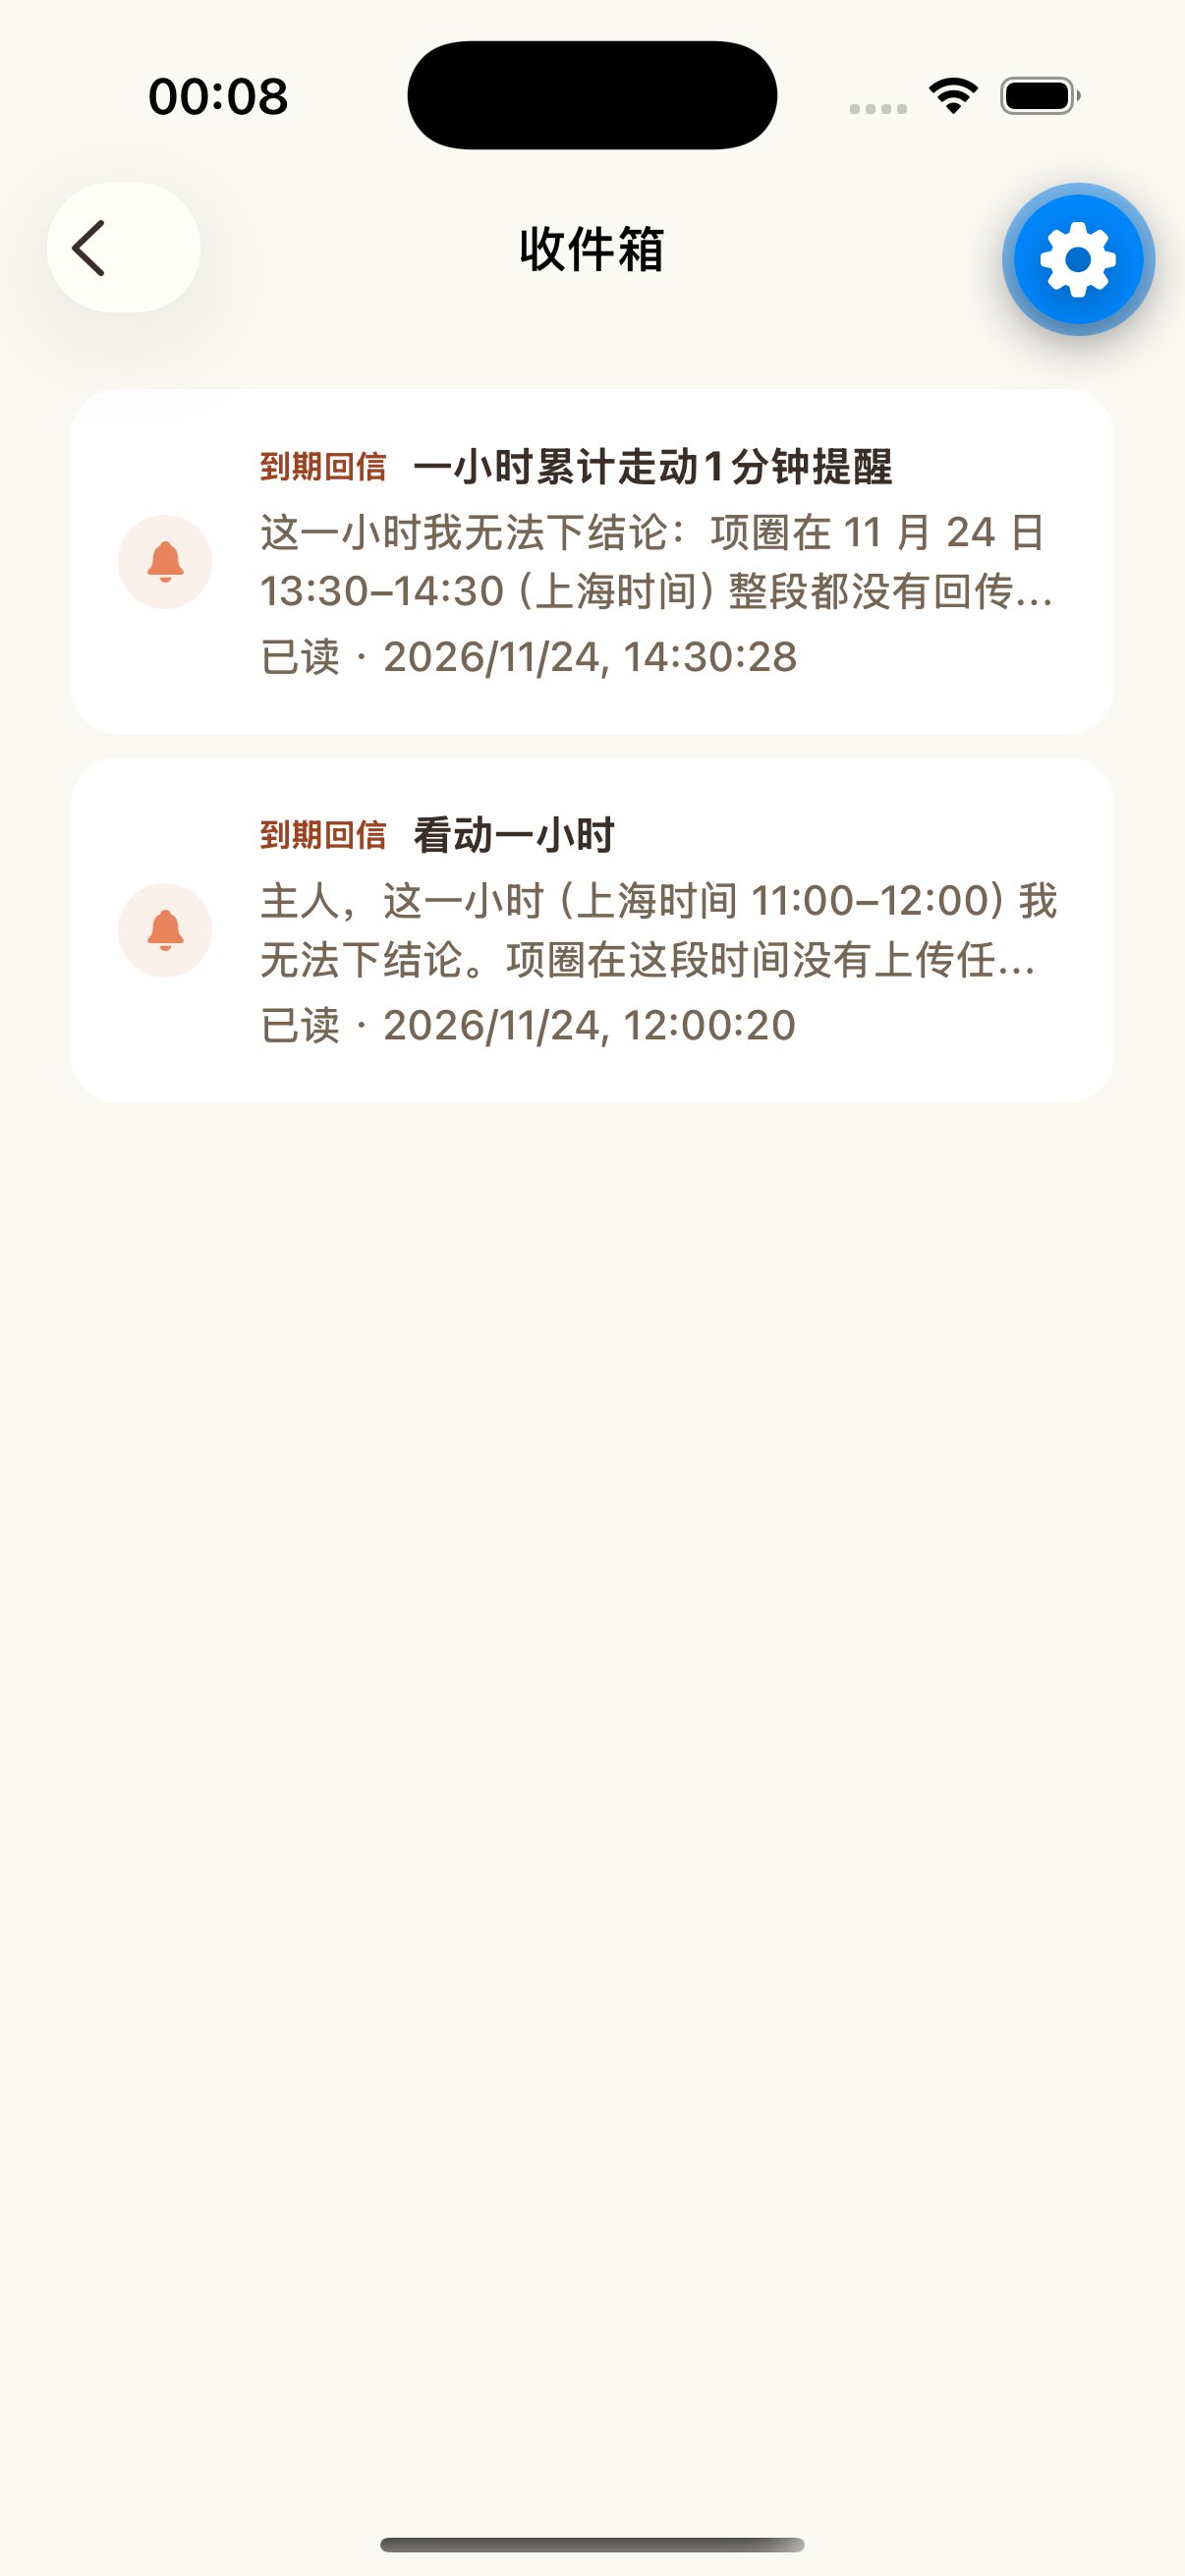 00:08
收件箱
到期回信 一小时累计走动1分钟提醒
这一小时我无法下结论：项圈在 11 月 24 日
13:30–14:30（上海时间）整段都没有回传...
已读 · 2026/11/24, 14:30:28
到期回信 看动一小时
主人，这一小时（上海时间 11:00–12:00）我
无法下结论。项圈在这段时间没有上传任...
已读 · 2026/11/24, 12:00:20